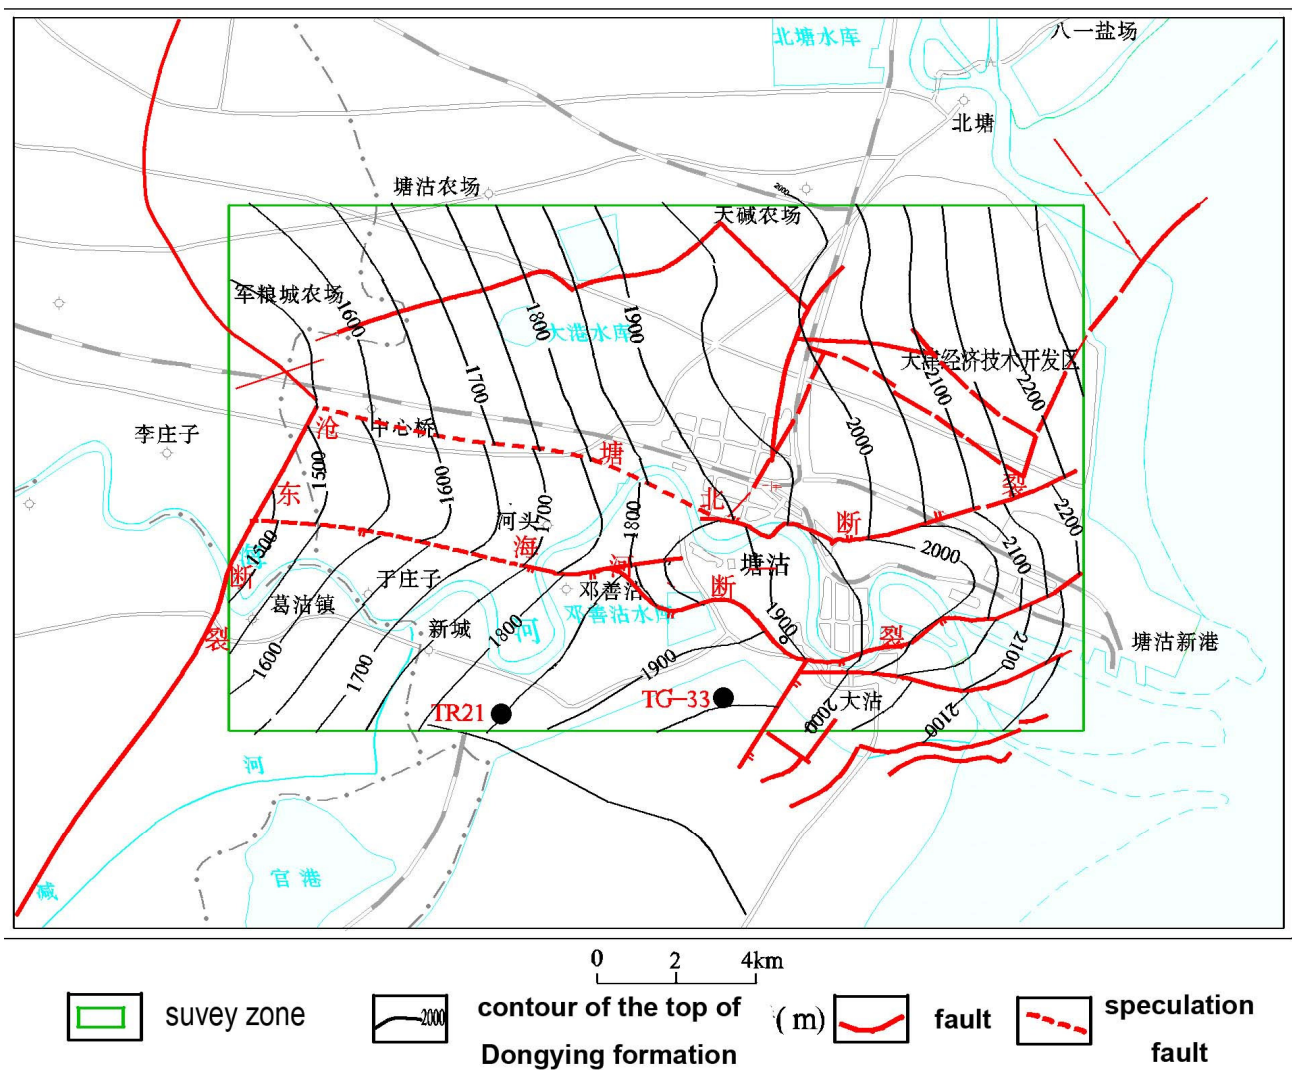 八一盐场
北塘水库
北塘
塘沽农场
2000
天碱农场
军粮城农场
1600
1800
1900
大港水库
天津经济技术开发区
1700
2100
2200
李庄子
沧
中心桥
塘
2000
1500
东
1600
北
裂
河头
1700
1800
断
2200
海
1500
海
河
2000
2100
断
于庄子
邓善沽
断
塘沽
葛沽镇
新城
河
邓善沽水库
1900
裂
裂
1800
塘沽新港
1600
1700
1900
2100
TR21
TG-33
大沽
2000
2100
河
官港
减
0 2 4km
suvey zone
2000
contour of the top of
Dongying formation
(m)
fault
speculation
fault